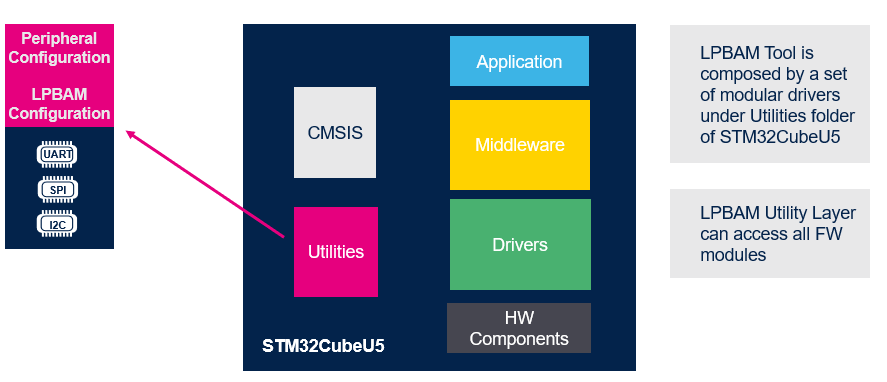 Peripheral
Configuration
LPBAM
Configuration
UART
SPI
I2C
Application
CMSIS
Middleware
Utilities
Drivers
HW
Components
STM32CubeU5
LPBAM Tool is
composed by a set
of modular drivers
under Utilities folder
of STM32CubeU5
LPBAM Utility Layer
can access all FW
modules